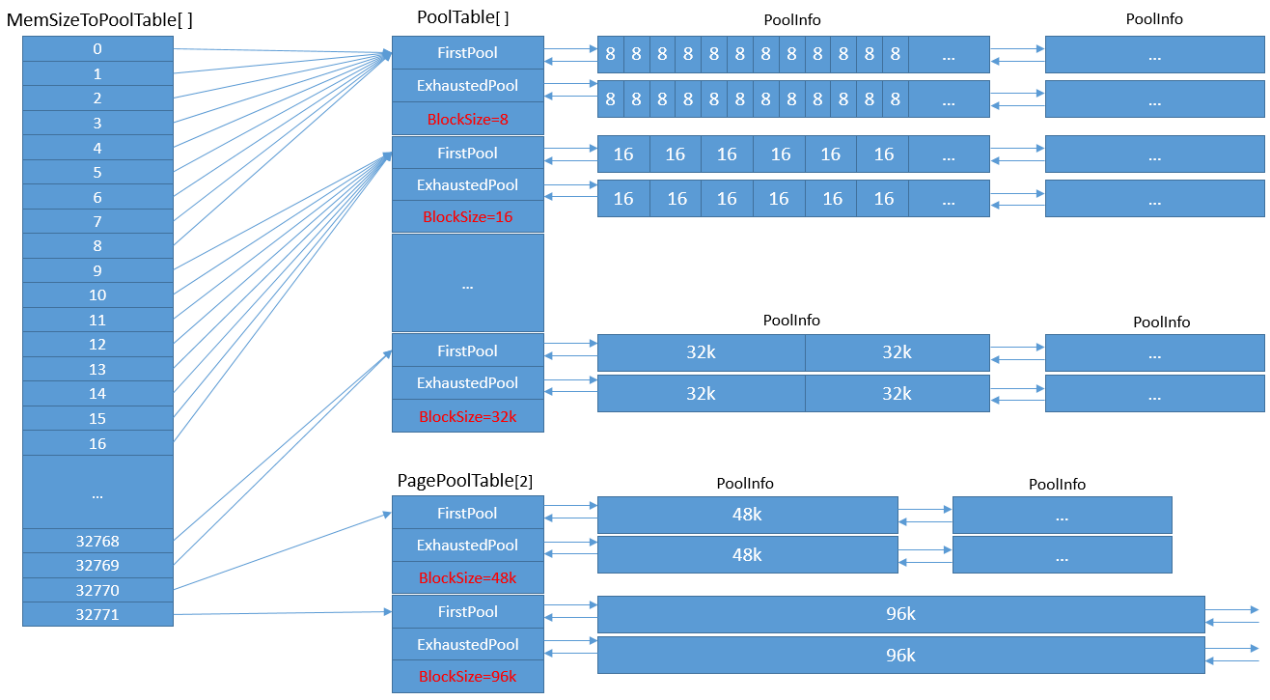 MemSizeToPoolTable[ ]
0
1
2
3
4
5
6
7
8
9
10
11
12
13
14
15
16
...
32768
32769
32770
32771
PoolTable[ ]
FirstPool
ExhaustedPool
BlockSize=8
FirstPool
ExhaustedPool
BlockSize=16
...
FirstPool
ExhaustedPool
BlockSize=32k
PoolInfo
PoolInfo
8 8 8 8 8 8 8 8 8 8 8 8 ... ...
8 8 8 8 8 8 8 8 8 8 8 8 ... ...
16 16 16 16 16 16 ... ...
16 16 16 16 16 16 ... ...
PoolInfo
PoolInfo
32k 32k ...
32k 32k ...
PagePoolTable[2]
FirstPool
ExhaustedPool
BlockSize=48k
FirstPool
ExhaustedPool
BlockSize=96k
PoolInfo
PoolInfo
48k ...
48k ...
96k
96k